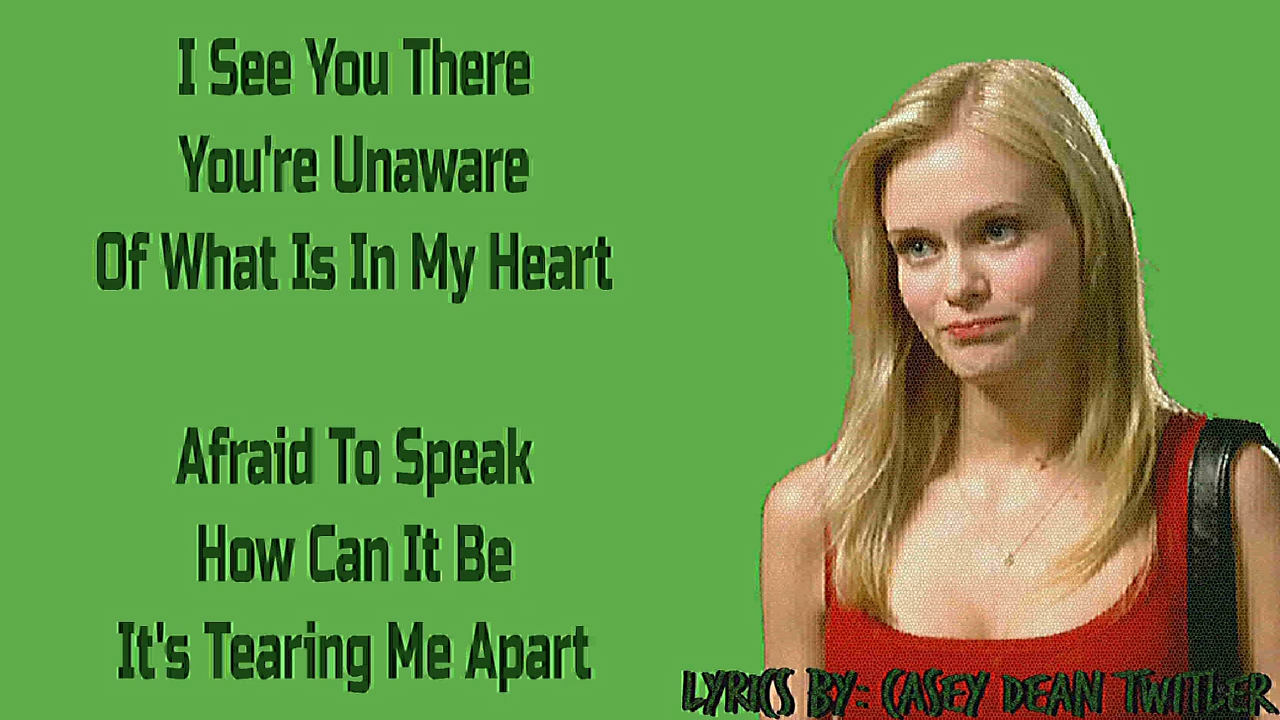 I See You There
You're Unaware
Of What Is In My Heart
Afraid To Speak
How Can It Be
It's Tearing Me Apart
LYRICS BY: CASEY DEAN TWITLER